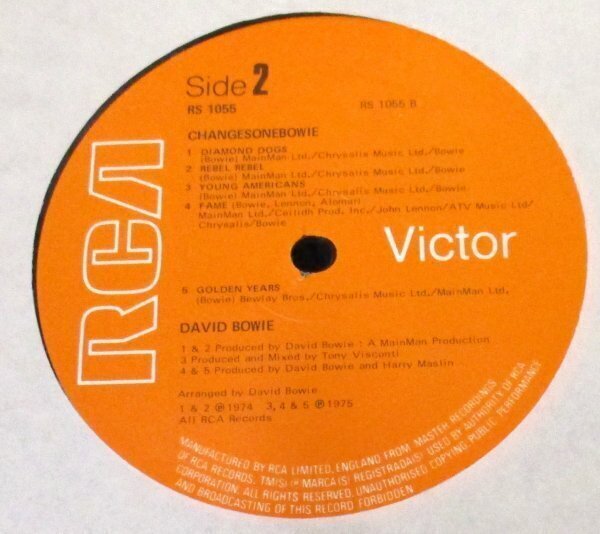 Side 2
RS 1055
RS 1055 B
CHANGESONEBOWIE
1 DIAMOND DOGS
(Bowie) MainMan Ltd./Chrysalis Music Ltd./Bowie
2 REBEL REBEL
(Bowie) MainMan Ltd./Chrysalis Music Ltd./Bowie
3 YOUNG AMERICANS
(Bowie) MainMan Ltd./Chrysalis Music Ltd./Bowie
4 FAME (Bowie, Lennon, Alomar)
MainMan Ltd./Ceilidh Prod. Inc./John Lennon/ATV Music Ltd/
Chrysalis/Bowie
RCA
Victor
5 GOLDEN YEARS
(Bowie) Bewlay Bros./Chrysalis Music Ltd./MainMan Ltd.
DAVID BOWIE
1 & 2 Produced by David Bowie : A MainMan Production
3 Produced and Mixed by Tony Visconti
4 & 5 Produced by David Bowie and Harry Maslin
Arranged by David Bowie
1 & 2 ℗ 1974 3, 4 & 5 ℗ 1975
All RCA Records
MANUFACTURED BY RCA LIMITED, ENGLAND FROM MASTER RECORDINGS
OF RCA RECORDS. TM(S) ® MARCA(S) REGISTRADA(S) USED BY AUTHORITY OF RCA
CORPORATION. ALL RIGHTS RESERVED. UNAUTHORISED COPYING PUBLIC PERFORMANCE
AND BROADCASTING OF THIS RECORD FORBIDDEN